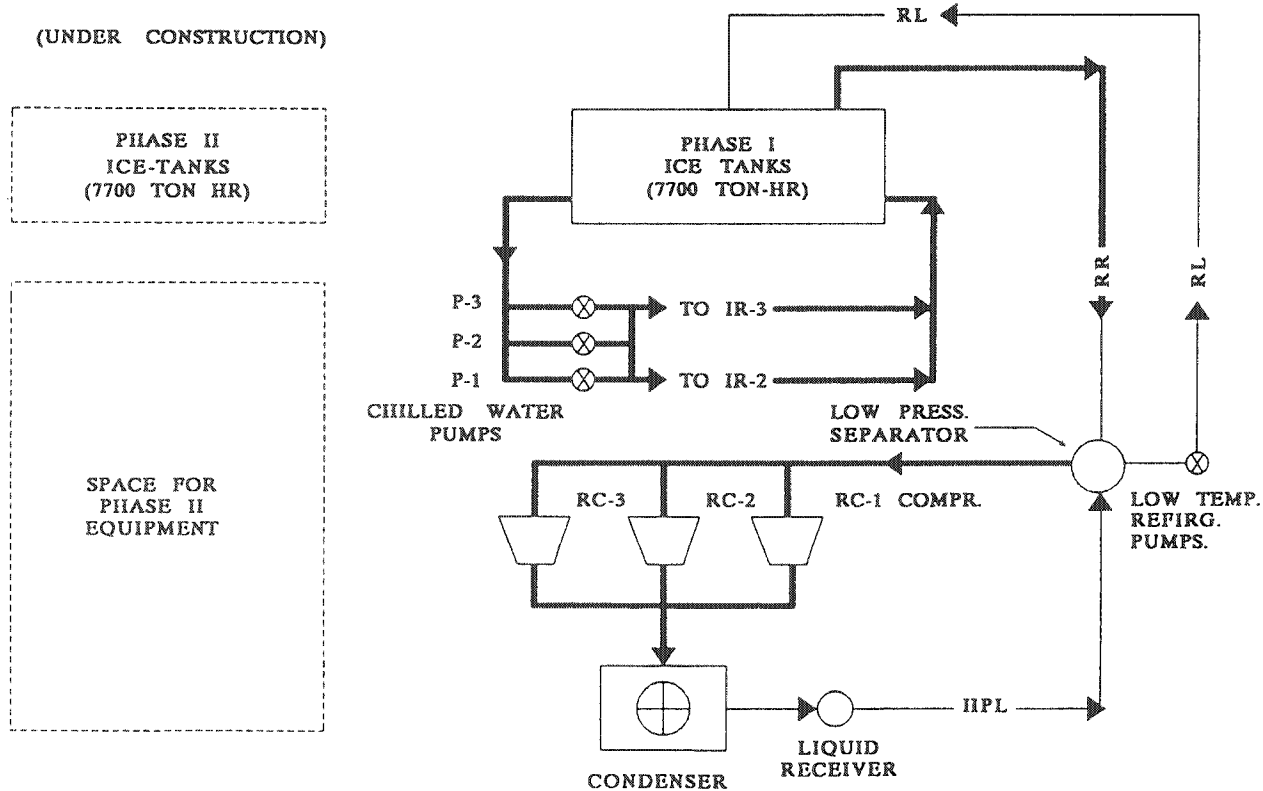 (UNDER CONSTRUCTION)
PHASE II
ICE-TANKS
(7700 TON HR)
SPACE FOR
PHASE II
EQUIPMENT
RL
PHASE I
ICE TANKS
(7700 TON-HR)
RR
RL
P-3
TO IR-3
P-2
P-1
TO IR-2
CHILLED WATER
PUMPS
LOW PRESS.
SEPARATOR
RC-3
RC-2
RC-1 COMPR.
LOW TEMP.
REFIRG.
PUMPS.
HPL
LIQUID
RECEIVER
CONDENSER